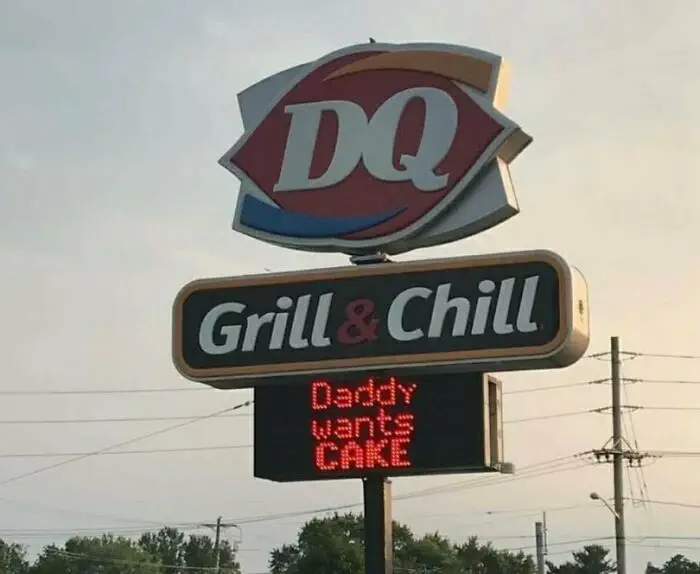 DQ
Grill & Chill
Daddy
wants
CAKE